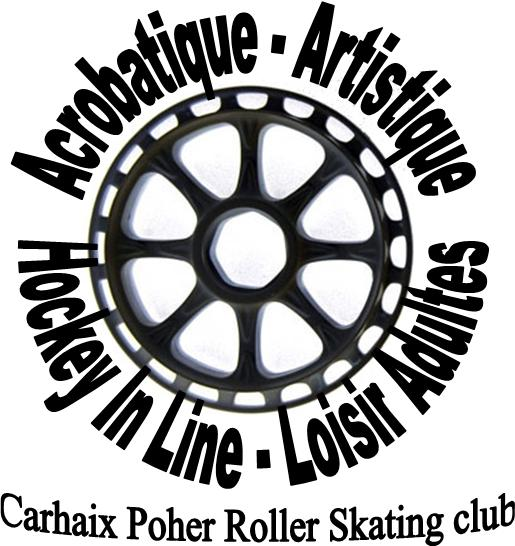 Acrobatique - Artistique
Hockey In Line - Loisir Adultes
Carhaix Poher Roller Skating club